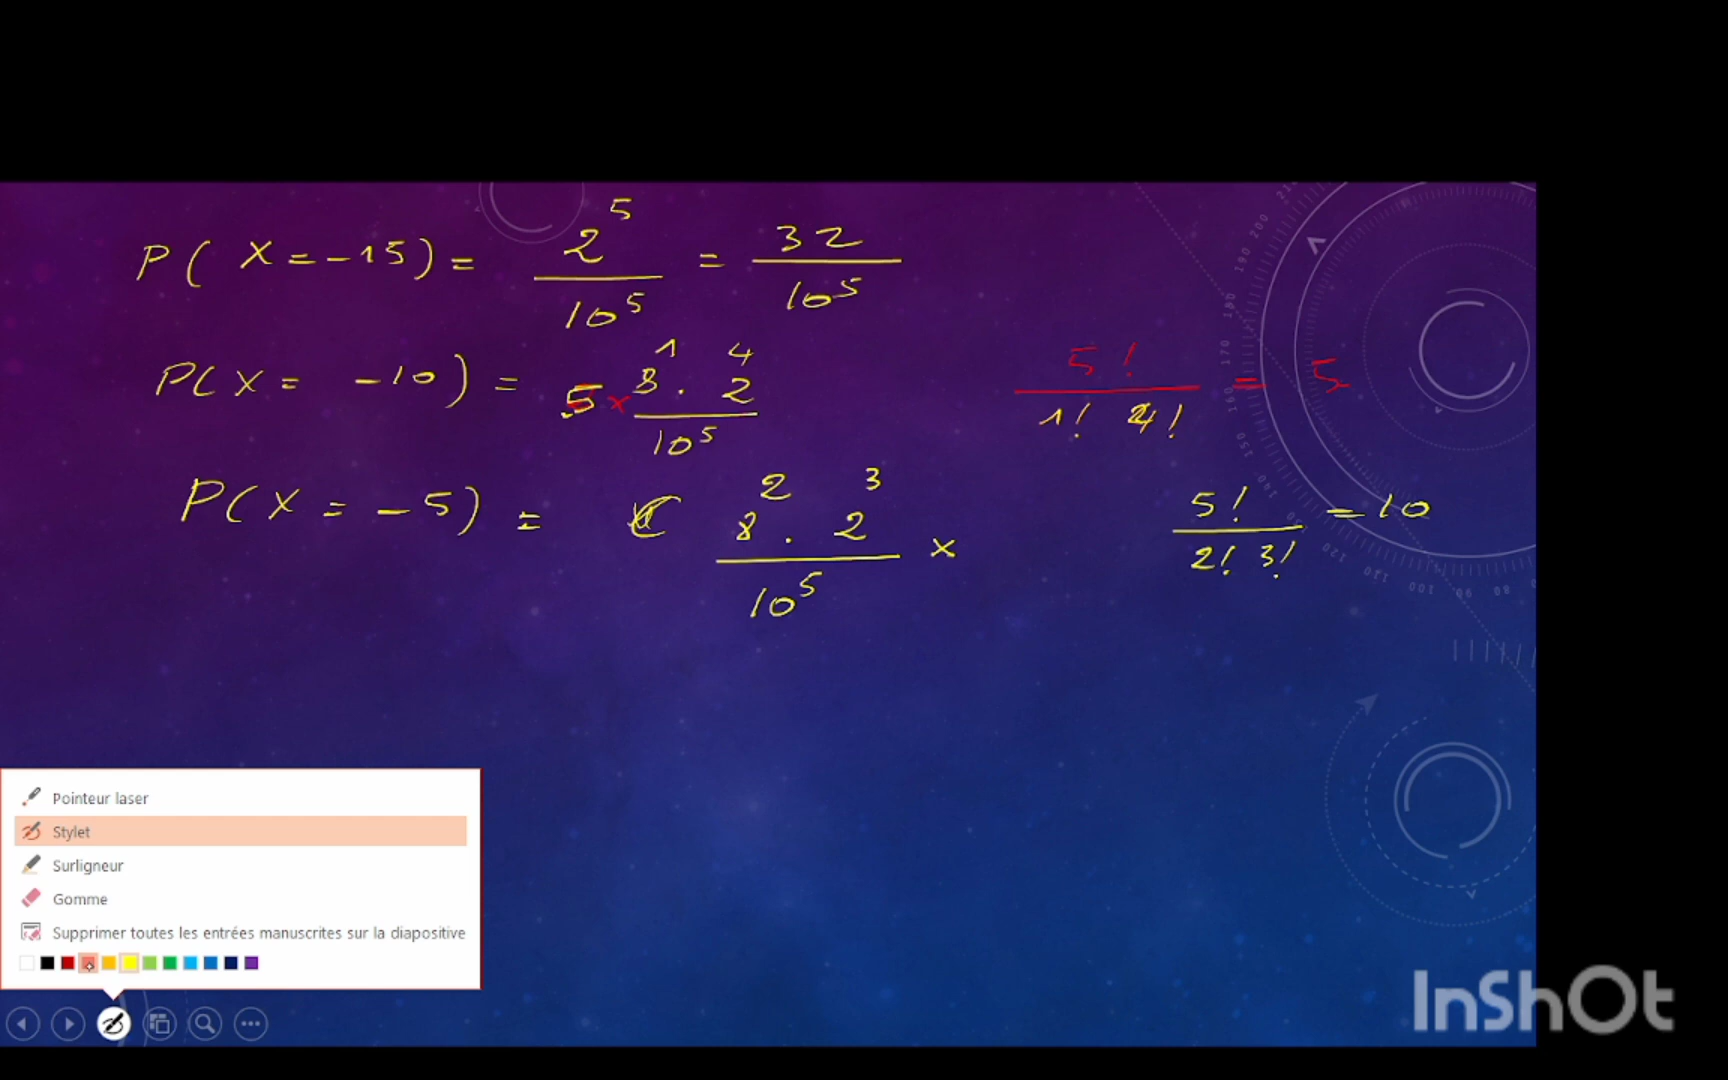 P( X = -15) = 2^5 / 10^5 = 32 / 10^5
P( X = -10 ) = 5 × 8^1 . 2^4 / 10^5
5! / 1! 4! = 5
P( X = -5) = 8^2 . 2^3 / 10^5 ×
5! / 2! 3! = 10
Pointeur laser
Stylet
Surligneur
Gomme
Supprimer toutes les entrées manuscrites sur la diapositive
InShOt